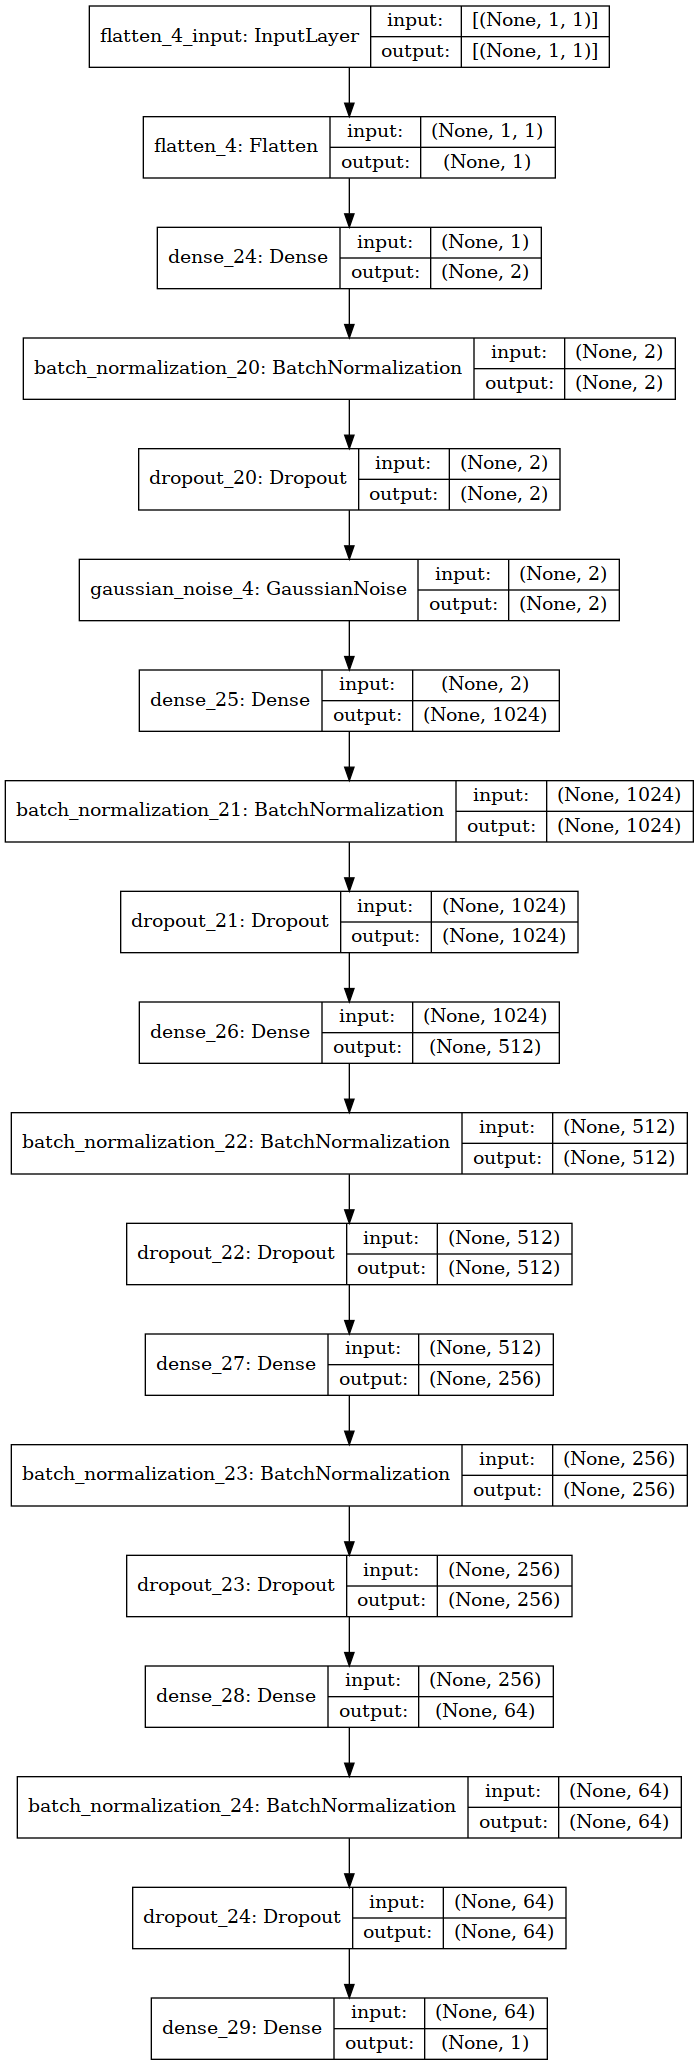 flatten_4_input: InputLayer
input: [(None, 1, 1)]
output: [(None, 1, 1)]
flatten_4: Flatten
input: (None, 1, 1)
output: (None, 1)
dense_24: Dense
input: (None, 1)
output: (None, 2)
batch_normalization_20: BatchNormalization
input: (None, 2)
output: (None, 2)
dropout_20: Dropout
input: (None, 2)
output: (None, 2)
gaussian_noise_4: GaussianNoise
input: (None, 2)
output: (None, 2)
dense_25: Dense
input: (None, 2)
output: (None, 1024)
batch_normalization_21: BatchNormalization
input: (None, 1024)
output: (None, 1024)
dropout_21: Dropout
input: (None, 1024)
output: (None, 1024)
dense_26: Dense
input: (None, 1024)
output: (None, 512)
batch_normalization_22: BatchNormalization
input: (None, 512)
output: (None, 512)
dropout_22: Dropout
input: (None, 512)
output: (None, 512)
dense_27: Dense
input: (None, 512)
output: (None, 256)
batch_normalization_23: BatchNormalization
input: (None, 256)
output: (None, 256)
dropout_23: Dropout
input: (None, 256)
output: (None, 256)
dense_28: Dense
input: (None, 256)
output: (None, 64)
batch_normalization_24: BatchNormalization
input: (None, 64)
output: (None, 64)
dropout_24: Dropout
input: (None, 64)
output: (None, 64)
dense_29: Dense
input: (None, 64)
output: (None, 1)